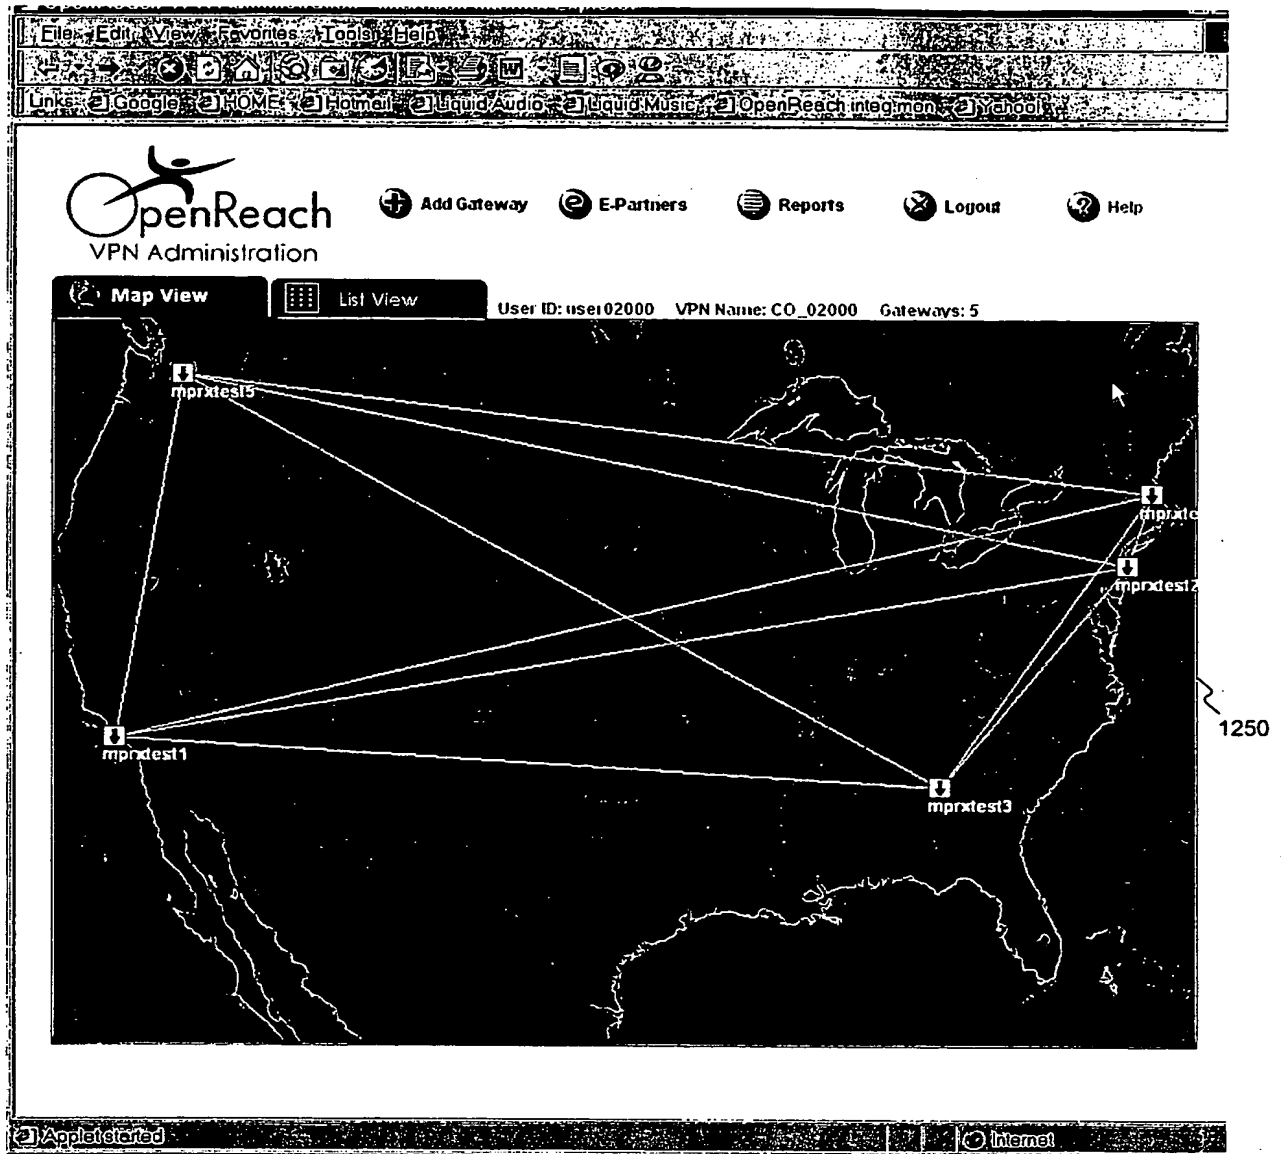 File Edit View Favorites Tools Help
Links Google HOME Hotmail Liquid Audio Liquid Music OpenReach integ mon Yahoo!
OpenReach
VPN Administration
Add Gateway E-Partners Reports Logout Help
Map View List View User ID: user02000 VPN Name: CO_02000 Gateways: 5
mprxtest5
mprxte
mprxtest2
1250
mprxtest1
mprxtest3
Applet started Internet